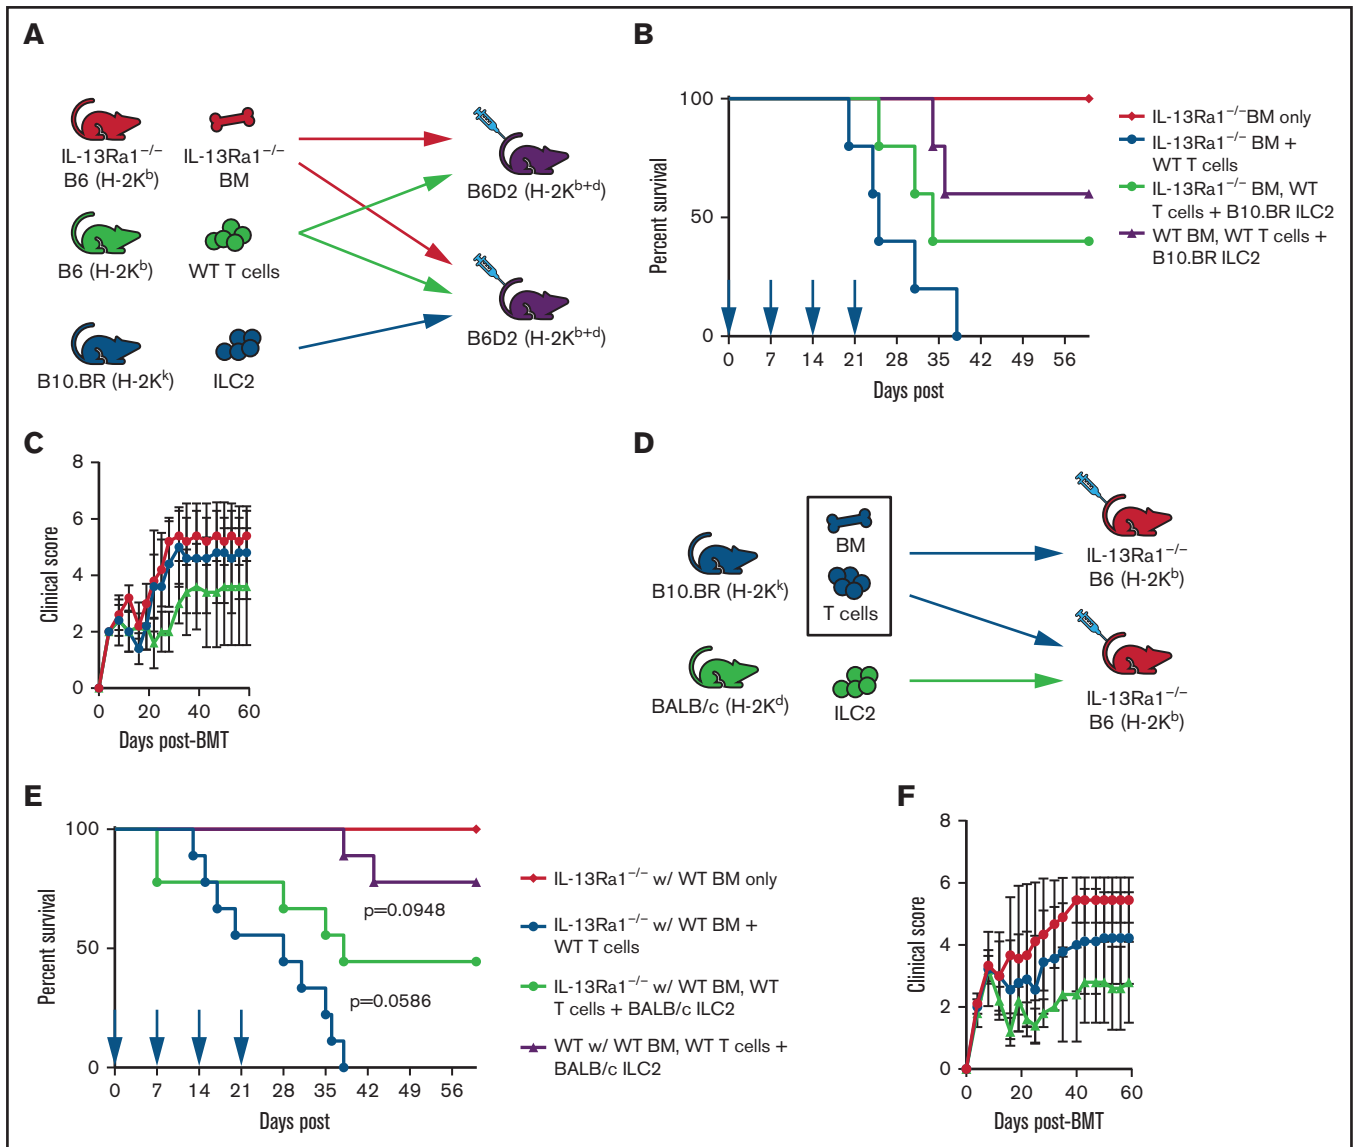 A
IL-13Ra1⁻/⁻
B6 (H-2Kᵇ)
IL-13Ra1⁻/⁻
BM
B6 (H-2Kᵇ)
WT T cells
B10.BR (H-2Kᵏ)
ILC2
B6D2 (H-2Kᵇ⁺ᵈ)
B6D2 (H-2Kᵇ⁺ᵈ)
B
Percent survival
100
50
0
0 7 14 21 28 35 42 49 56
Days post
IL-13Ra1⁻/⁻BM only
IL-13Ra1⁻/⁻ BM +
WT T cells
IL-13Ra1⁻/⁻ BM, WT
T cells + B10.BR ILC2
WT BM, WT T cells +
B10.BR ILC2
C
Clinical score
8
6
4
2
0
0 20 40 60
Days post-BMT
D
B10.BR (H-2Kᵏ)
BM
T cells
BALB/c (H-2Kᵈ)
ILC2
IL-13Ra1⁻/⁻
B6 (H-2Kᵇ)
IL-13Ra1⁻/⁻
B6 (H-2Kᵇ)
E
Percent survival
100
50
0
p=0.0948
p=0.0586
0 7 14 21 28 35 42 49 56
Days post
IL-13Ra1⁻/⁻ w/ WT BM only
IL-13Ra1⁻/⁻ w/ WT BM +
WT T cells
IL-13Ra1⁻/⁻ w/ WT BM, WT
T cells + BALB/c ILC2
WT w/ WT BM, WT T cells +
BALB/c ILC2
F
Clinical score
8
6
4
2
0
0 20 40 60
Days post-BMT